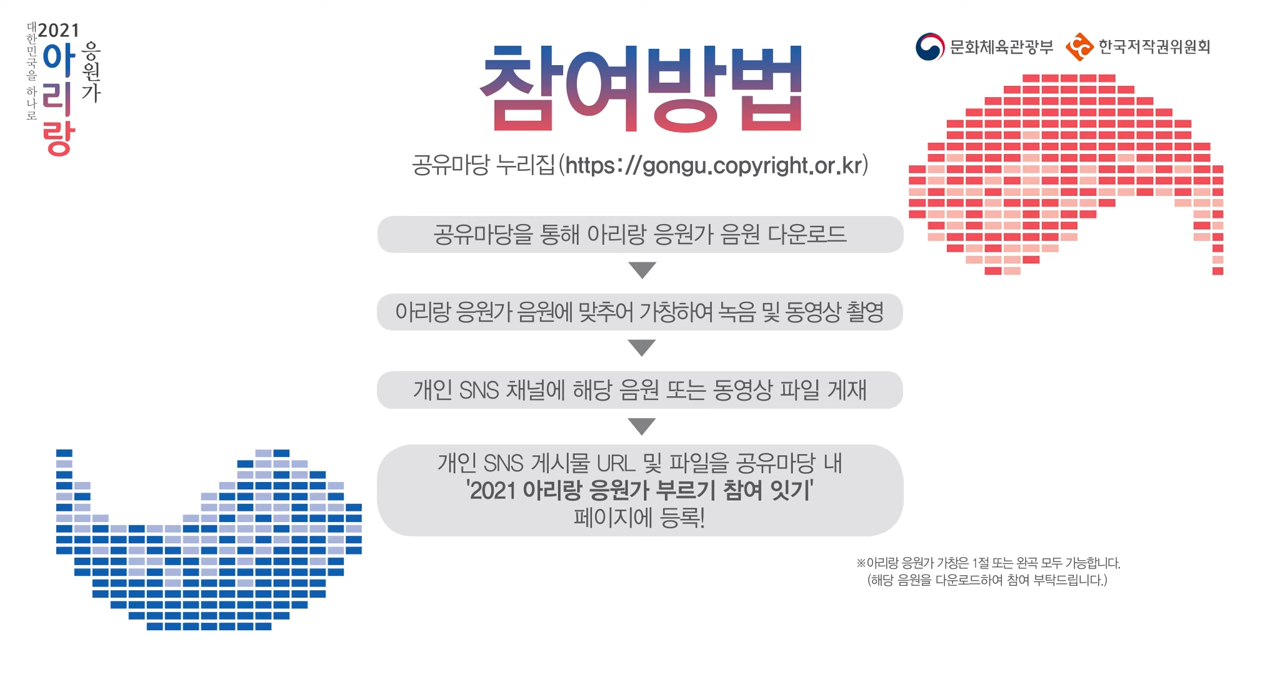 2021
아리랑
응원가
대한민국을 하나로
문화체육관광부
한국저작권위원회
참여방법
공유마당 누리집(https://gongu.copyright.or.kr)
공유마당을 통해 아리랑 응원가 음원 다운로드
아리랑 응원가 음원에 맞추어 가창하여 녹음 및 동영상 촬영
개인 SNS 채널에 해당 음원 또는 동영상 파일 게재
개인 SNS 게시물 URL 및 파일을 공유마당 내
'2021 아리랑 응원가 부르기 참여 잇기'
페이지에 등록!
※아리랑 응원가 가창은 1절 또는 완곡 모두 가능합니다.
(해당 음원을 다운로드하여 참여 부탁드립니다.)